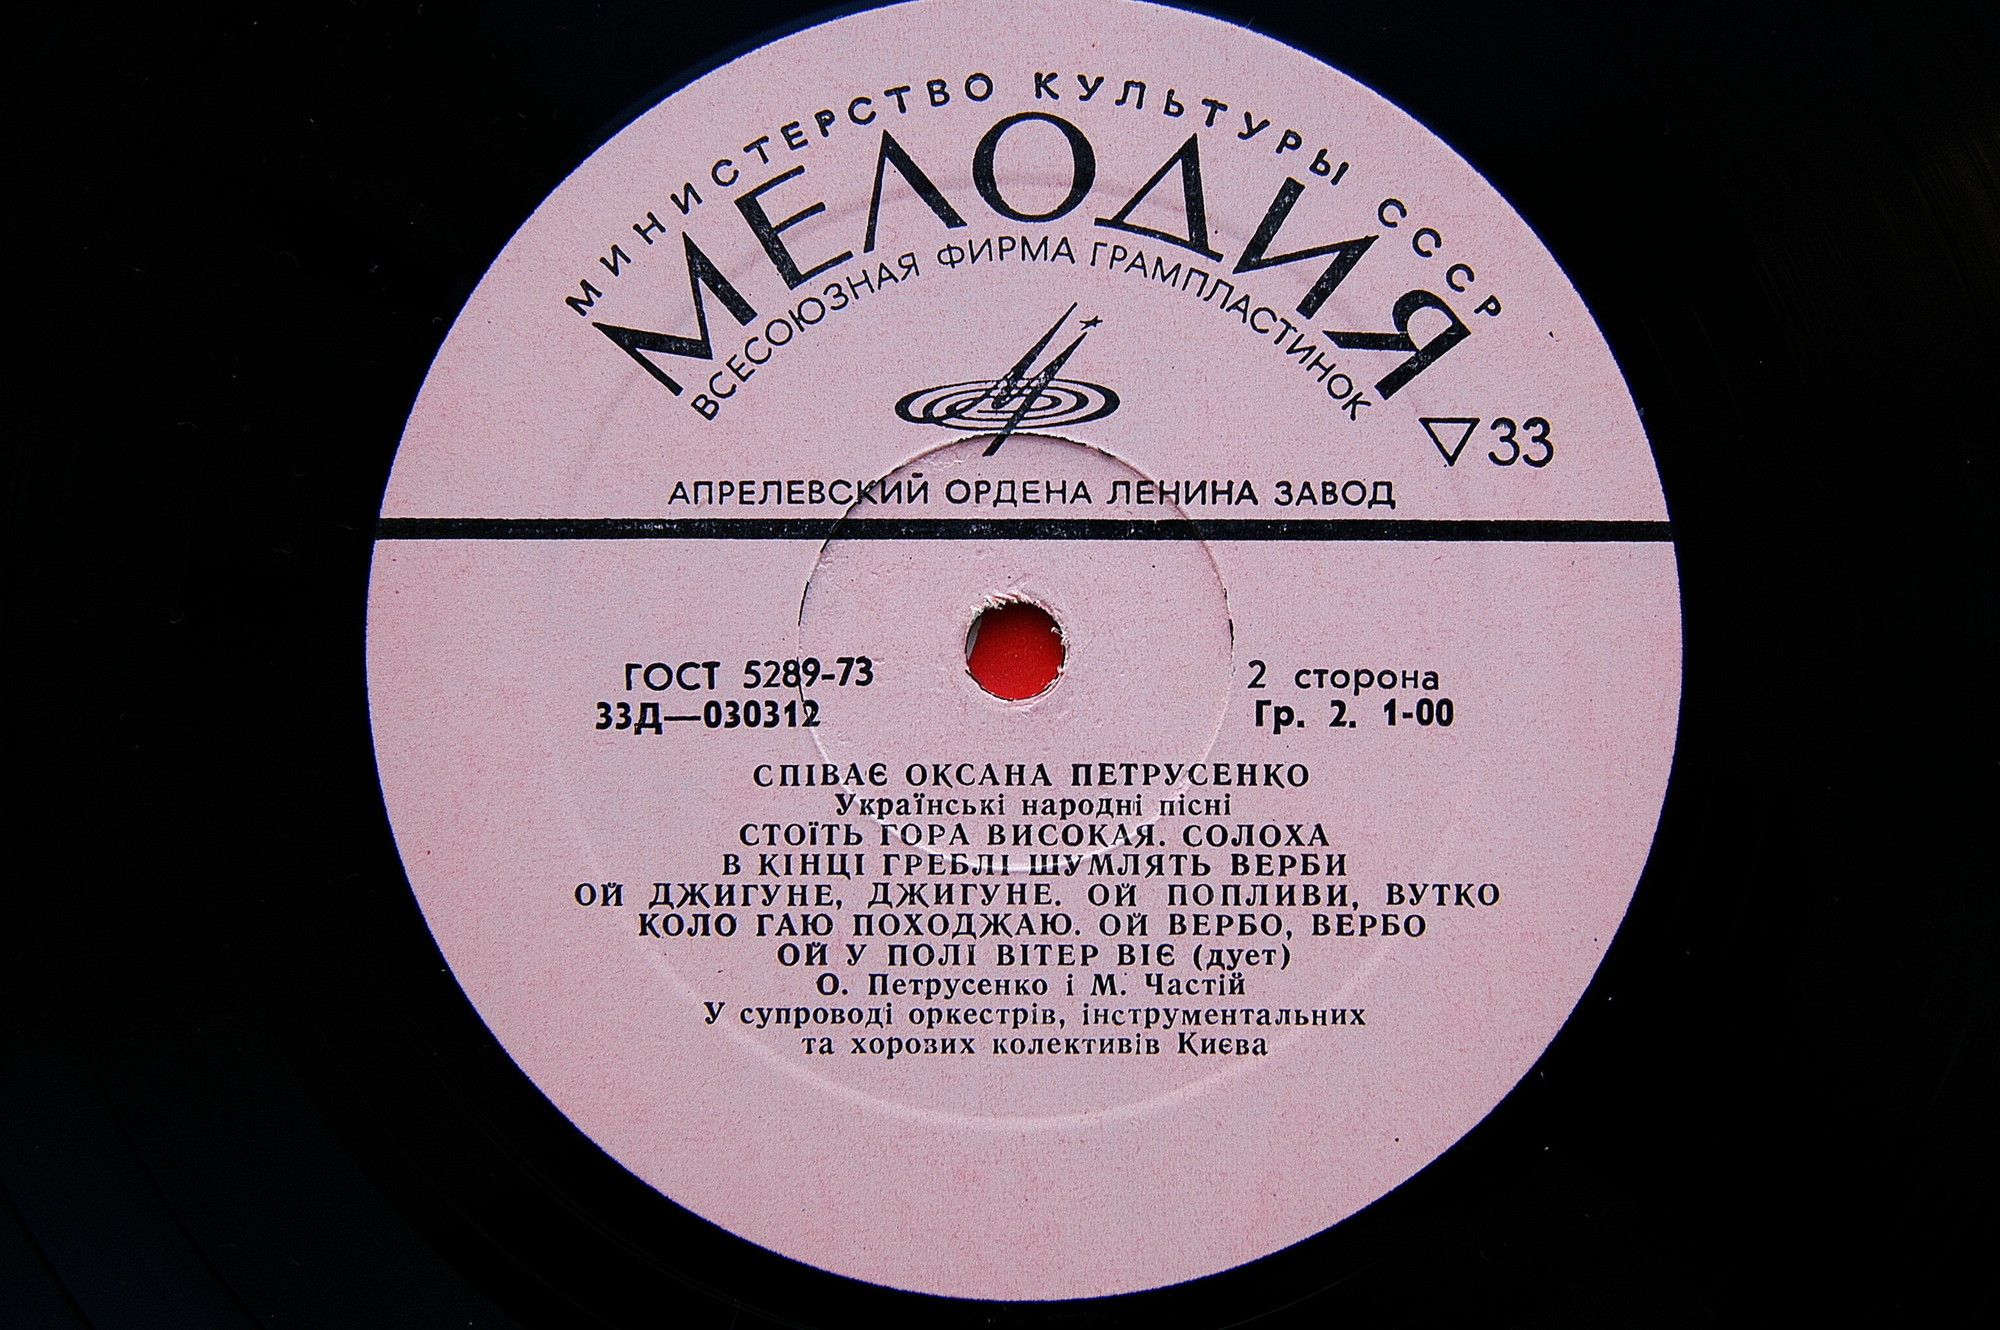 МИНИСТЕРСТВО КУЛЬТУРЫ СССР
МЕЛОДИЯ
ВСЕСОЮЗНАЯ ФИРМА ГРАМПЛАСТИНОК
33
АПРЕЛЕВСКИЙ ОРДЕНА ЛЕНИНА ЗАВОД
ГОСТ 5289-73
33Д—030312
2 сторона
Гр. 2. 1-00
СПІВАЄ ОКСАНА ПЕТРУСЕНКО
Українські народні пісні
СТОЇТЬ ГОРА ВИСОКАЯ. СОЛОХА
В КІНЦІ ГРЕБЛІ ШУМЛЯТЬ ВЕРБИ
ОЙ ДЖИГУНЕ, ДЖИГУНЕ. ОЙ ПОПЛИВИ, ВУТКО
КОЛО ГАЮ ПОХОДЖАЮ. ОЙ ВЕРБО, ВЕРБО
ОЙ У ПОЛІ ВІТЕР ВІЄ (дует)
О. Петрусенко і М. Частій
У супроводі оркестрів, інструментальних
та хорових колективів Києва